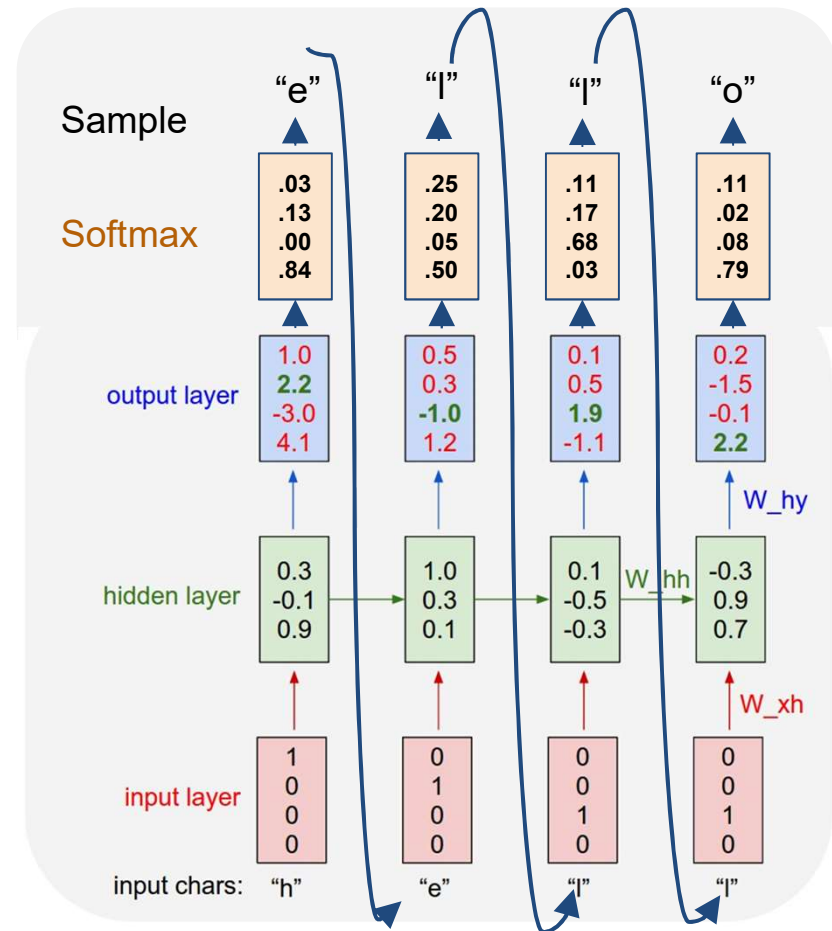 “e” “l” “l” “o”
Sample
.03 .25 .11 .11
.13 .20 .17 .02
Softmax
.00 .05 .68 .08
.84 .50 .03 .79
1.0 0.5 0.1 0.2
2.2 0.3 0.5 -1.5
output layer
-3.0 -1.0 1.9 -0.1
4.1 1.2 -1.1 2.2
W_hy
0.3 1.0 0.1 W_hh -0.3
hidden layer
-0.1 0.3 -0.5 0.9
0.9 0.1 -0.3 0.7
W_xh
1 0 0 0
0 1 0 0
input layer
0 0 1 1
0 0 0 0
input chars: “h” “e” “l” “l”